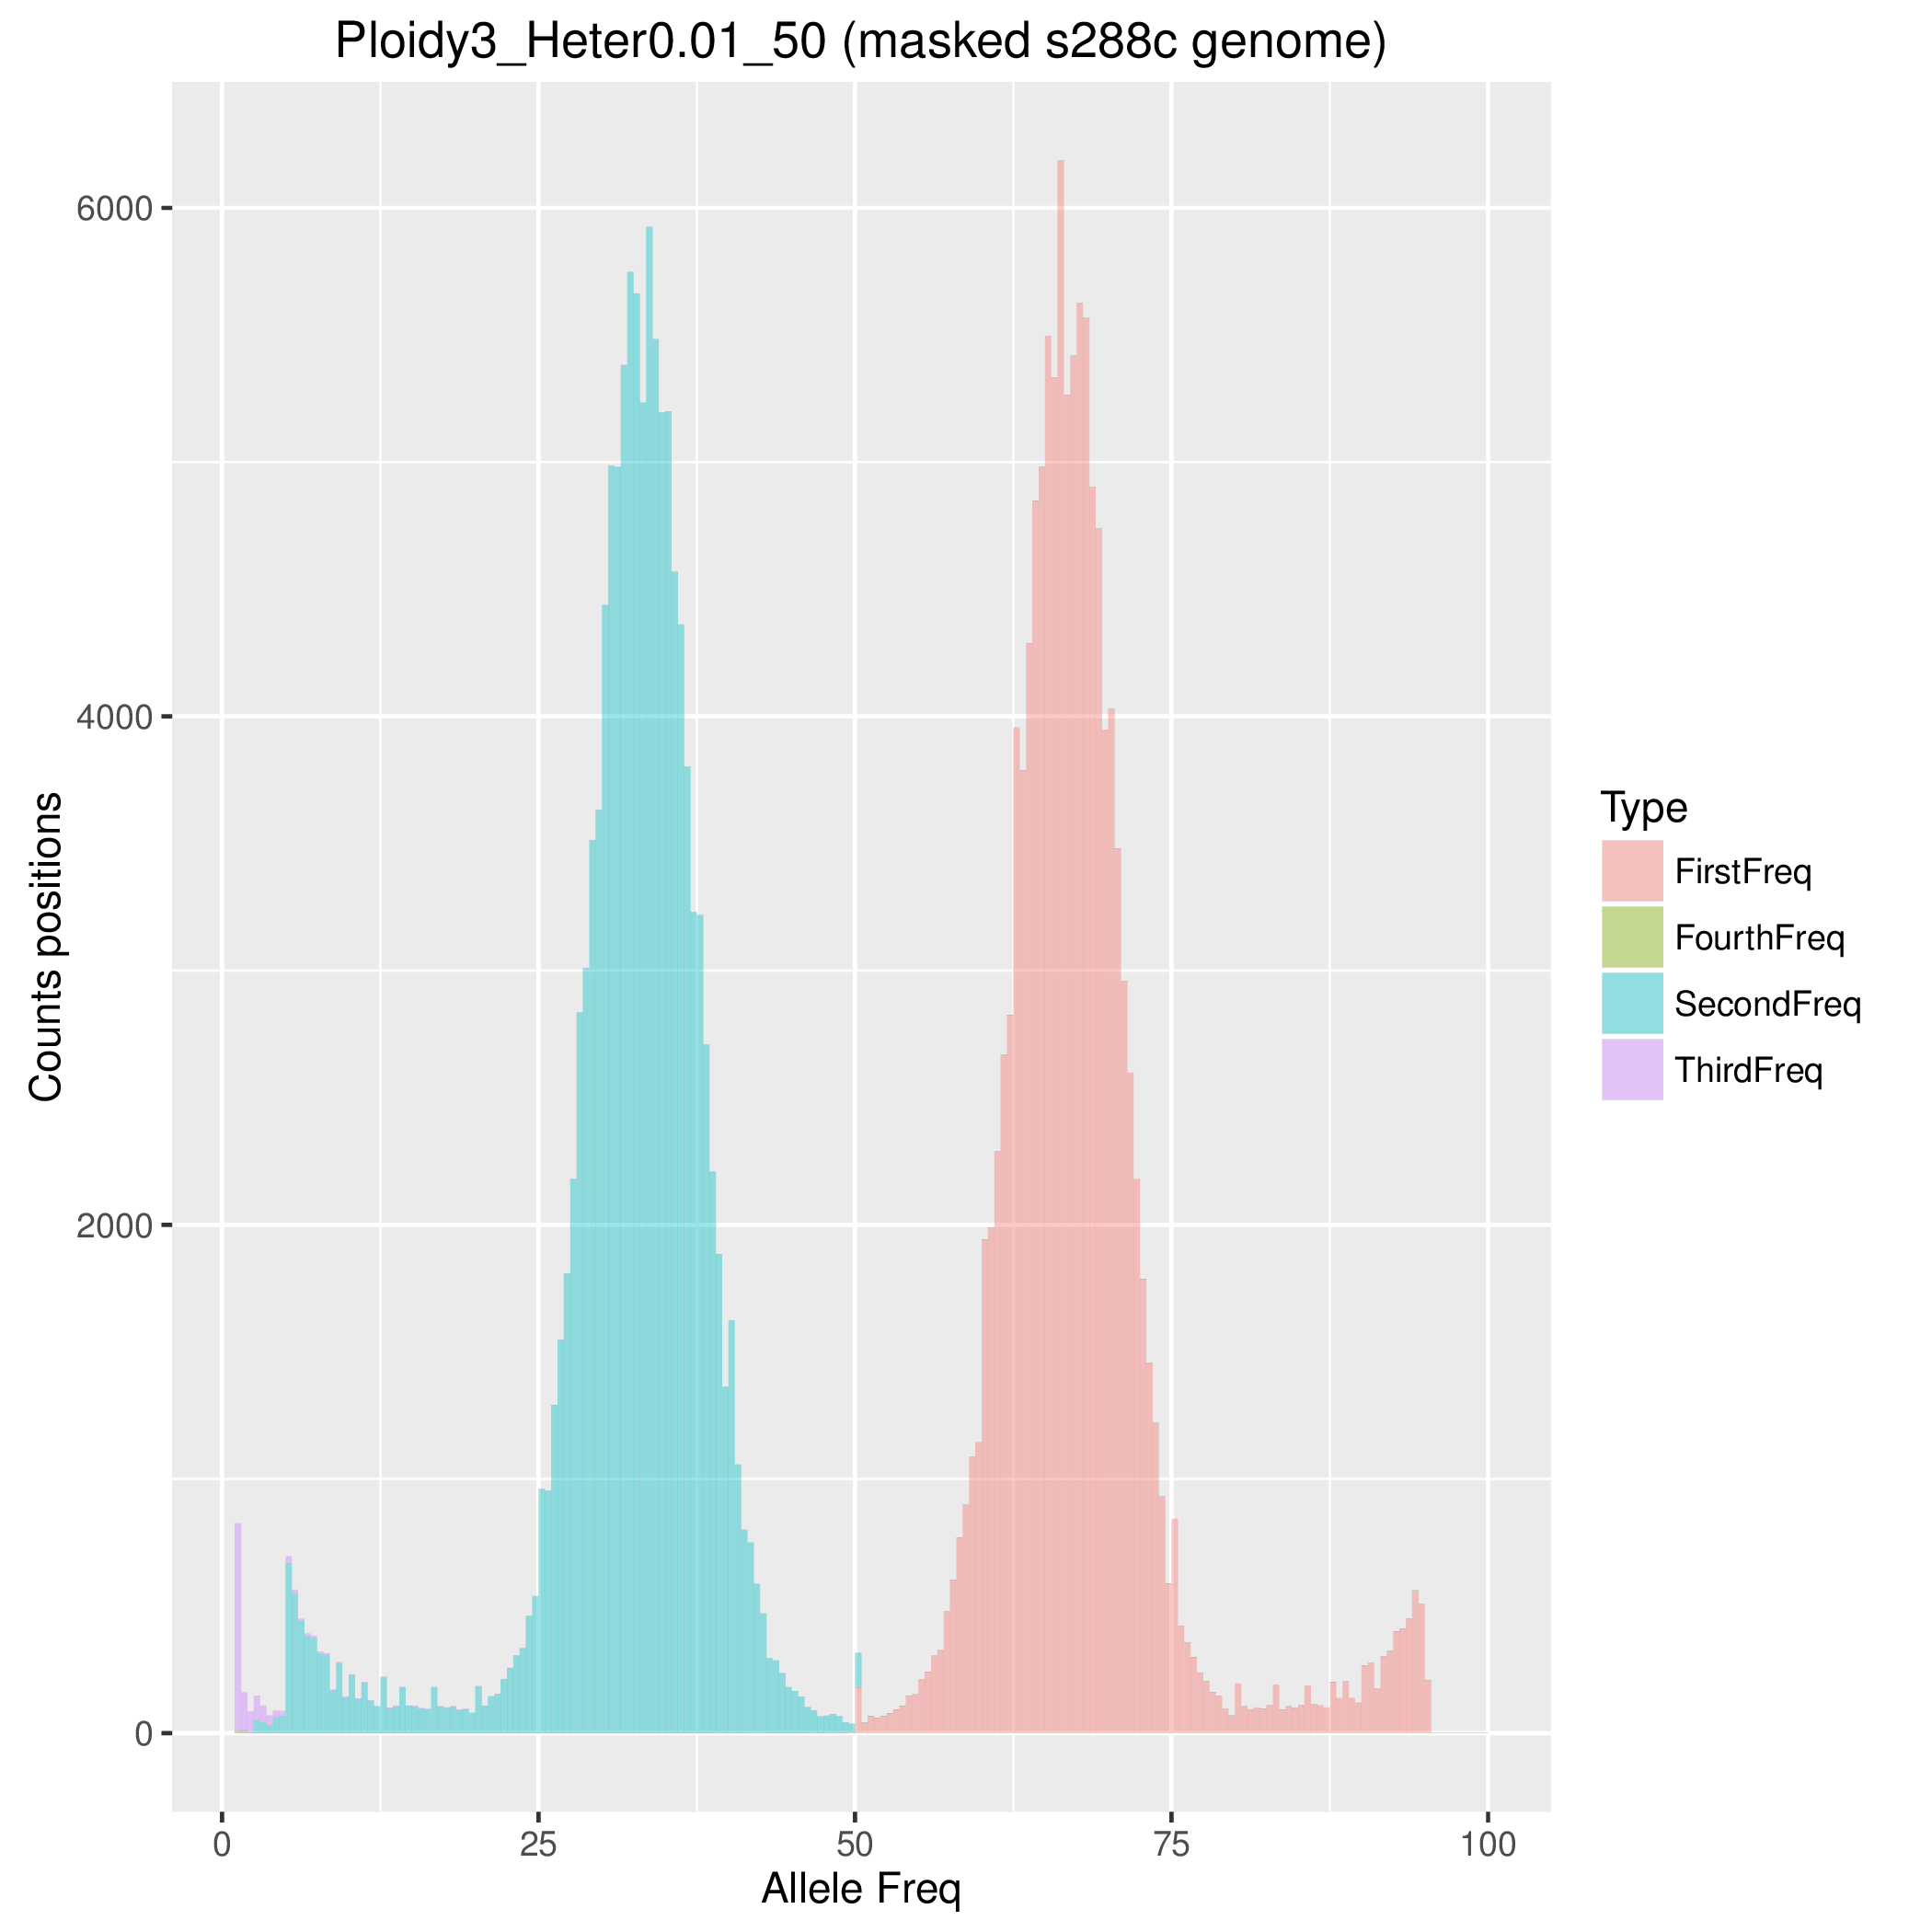 Ploidy3_Heter0.01_50 (masked s288c genome)
6000
4000
2000
0
Counts positions
0 25 50 75 100
Allele Freq
Type
FirstFreq
FourthFreq
SecondFreq
ThirdFreq